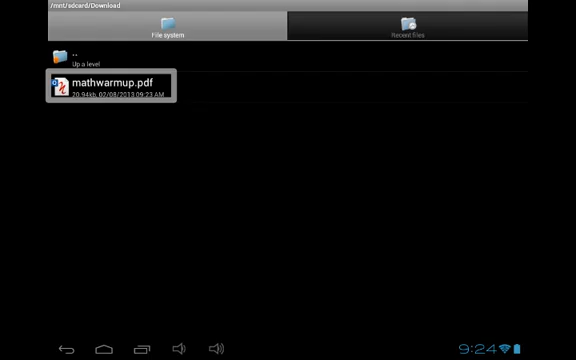 /mnt/sdcard/Download
File system
Recent files
..
Up a level
mathwarmup.pdf
20.94kb, 02/08/2013 09:23 AM
9:24